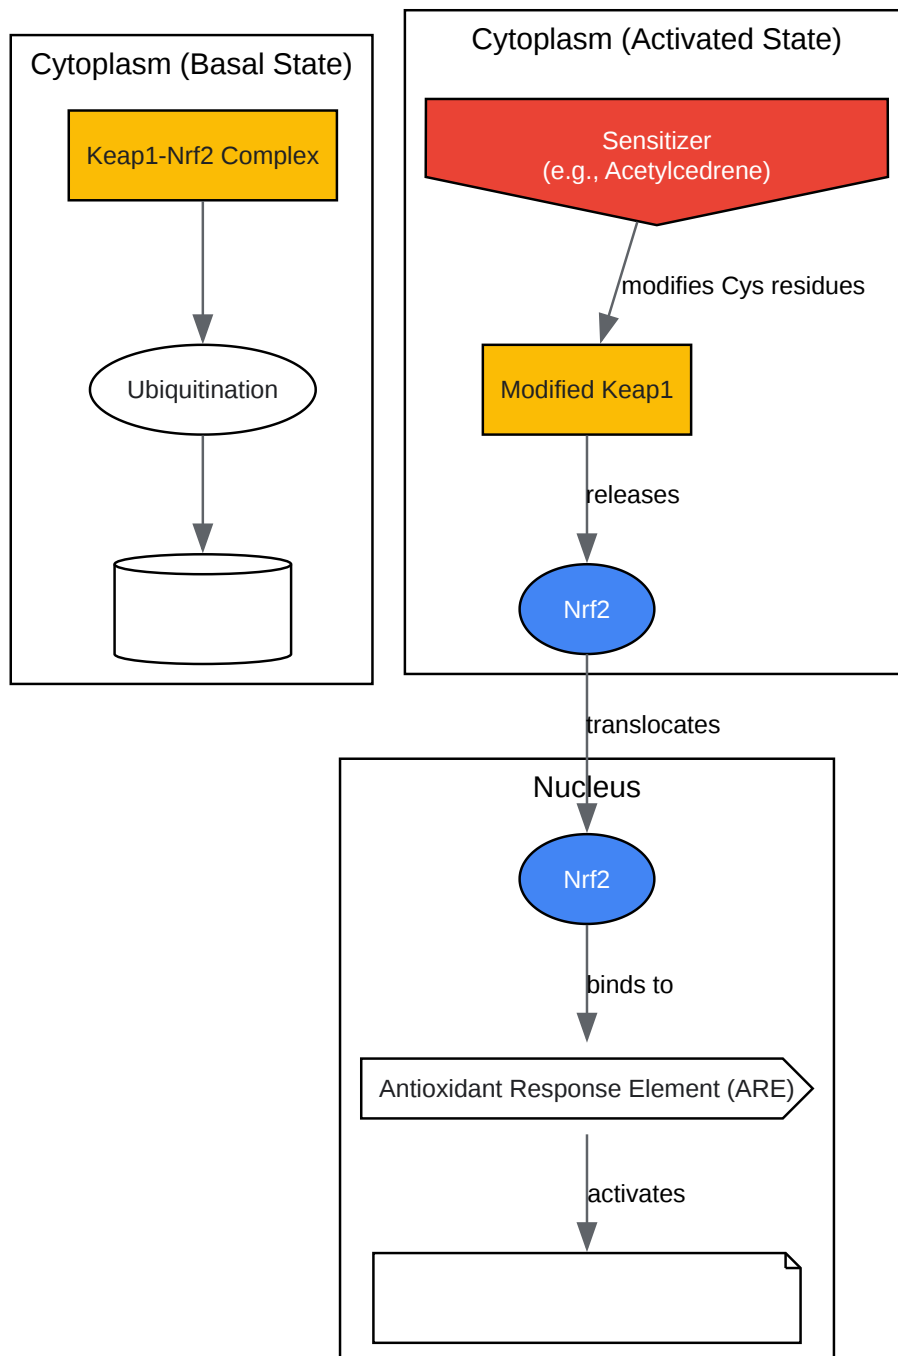 Cytoplasm (Basal State)
Keap1-Nrf2 Complex
Ubiquitination
Cytoplasm (Activated State)
Sensitizer
(e.g., Acetylcedrene)
modifies Cys residues
Modified Keap1
releases
Nrf2
translocates
Nucleus
Nrf2
binds to
Antioxidant Response Element (ARE)
activates